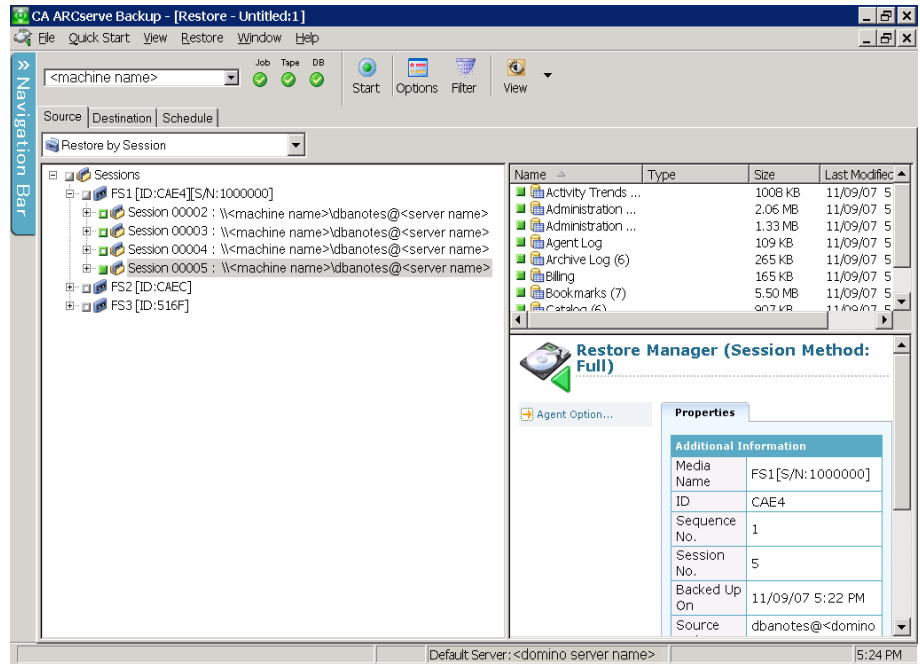 CA ARCserve Backup - [Restore - Untitled:1]
File Quick Start View Restore Window Help
» Navigation Bar
<machine name>
Job Tape DB
Start Options Filter View
Source Destination Schedule
Restore by Session
Sessions
FS1 [ID:CAE4][S/N:1000000]
Session 00002 : \\<machine name>\dbanotes@<server name>
Session 00003 : \\<machine name>\dbanotes@<server name>
Session 00004 : \\<machine name>\dbanotes@<server name>
Session 00005 : \\<machine name>\dbanotes@<server name>
FS2 [ID:CAEC]
FS3 [ID:516F]
Name Type Size Last Modified
Activity Trends ... 1008 KB 11/09/07 5
Administration ... 2.06 MB 11/09/07 5
Administration ... 1.33 MB 11/09/07 5
Agent Log 109 KB 11/09/07 5
Archive Log (6) 265 KB 11/09/07 5
Billing 165 KB 11/09/07 5
Bookmarks (7) 5.50 MB 11/09/07 5
Catalog (6) 907 KB 11/09/07 5
Restore Manager (Session Method:
Full)
Agent Option...
Properties
Additional Information
Media
Name FS1[S/N:1000000]
ID CAE4
Sequence
No. 1
Session
No. 5
Backed Up
On 11/09/07 5:22 PM
Source dbanotes@<domino
Default Server: <domino server name> 5:24 PM